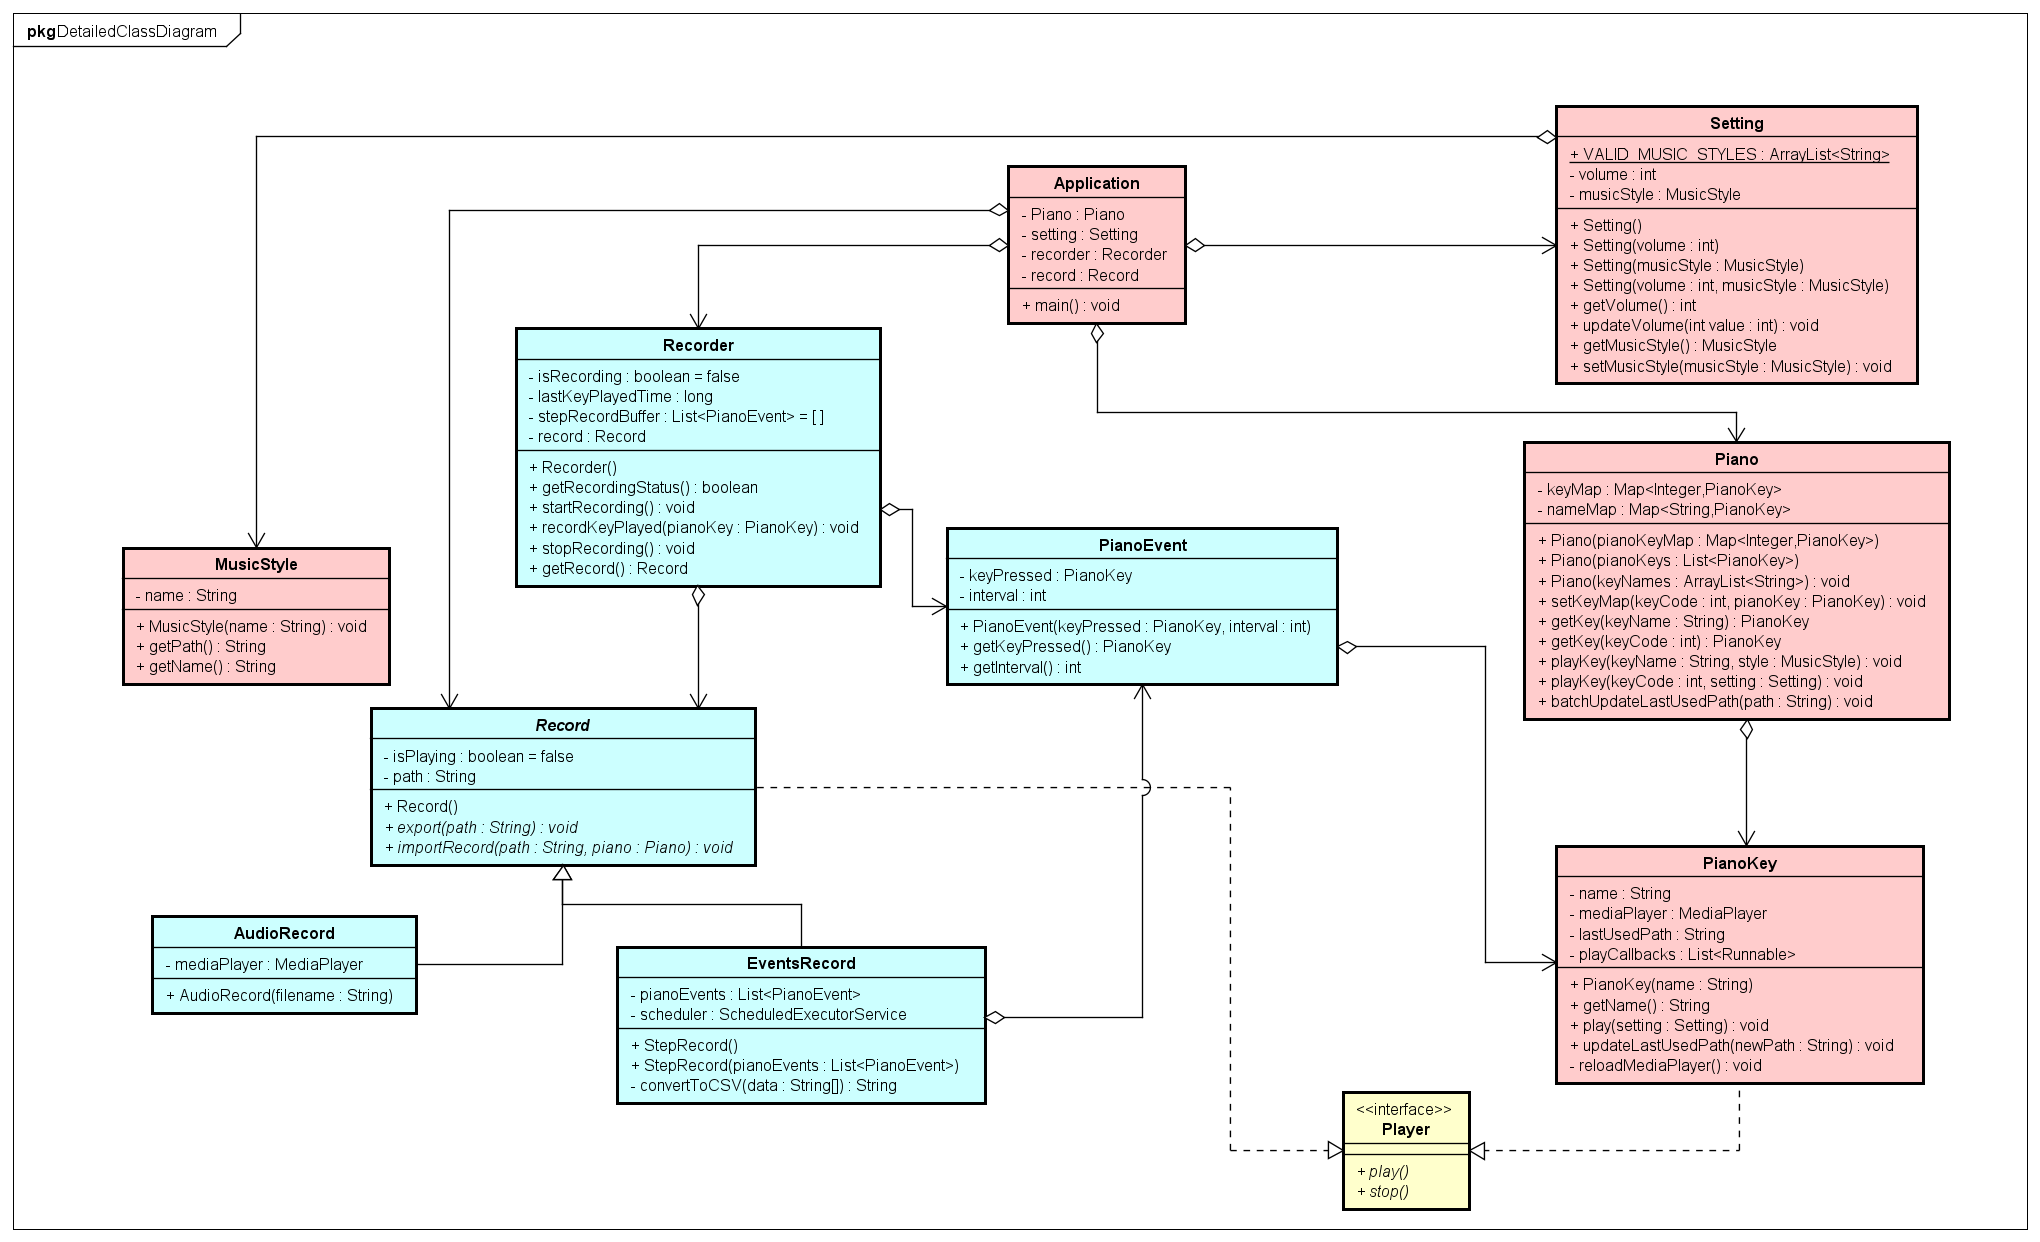 pkg DetailedClassDiagram
Setting
+ VALID_MUSIC_STYLES : ArrayList<String>
- volume : int
- musicStyle : MusicStyle
+ Setting()
+ Setting(volume : int)
+ Setting(musicStyle : MusicStyle)
+ Setting(volume : int, musicStyle : MusicStyle)
+ getVolume() : int
+ updateVolume(int value : int) : void
+ getMusicStyle() : MusicStyle
+ setMusicStyle(musicStyle : MusicStyle) : void
Application
- Piano : Piano
- setting : Setting
- recorder : Recorder
- record : Record
+ main() : void
Recorder
- isRecording : boolean = false
- lastKeyPlayedTime : long
- stepRecordBuffer : List<PianoEvent> = [ ]
- record : Record
+ Recorder()
+ getRecordingStatus() : boolean
+ startRecording() : void
+ recordKeyPlayed(pianoKey : PianoKey) : void
+ stopRecording() : void
+ getRecord() : Record
Piano
- keyMap : Map<Integer,PianoKey>
- nameMap : Map<String,PianoKey>
+ Piano(pianoKeyMap : Map<Integer,PianoKey>)
+ Piano(pianoKeys : List<PianoKey>)
+ Piano(keyNames : ArrayList<String>) : void
+ setKeyMap(keyCode : int, pianoKey : PianoKey) : void
+ getKey(keyName : String) : PianoKey
+ getKey(keyCode : int) : PianoKey
+ playKey(keyName : String, style : MusicStyle) : void
+ playKey(keyCode : int, setting : Setting) : void
+ batchUpdateLastUsedPath(path : String) : void
MusicStyle
- name : String
+ MusicStyle(name : String) : void
+ getPath() : String
+ getName() : String
PianoEvent
- keyPressed : PianoKey
- interval : int
+ PianoEvent(keyPressed : PianoKey, interval : int)
+ getKeyPressed() : PianoKey
+ getInterval() : int
Record
- isPlaying : boolean = false
- path : String
+ Record()
+ export(path : String) : void
+ importRecord(path : String, piano : Piano) : void
PianoKey
- name : String
- mediaPlayer : MediaPlayer
- lastUsedPath : String
- playCallbacks : List<Runnable>
+ PianoKey(name : String)
+ getName() : String
+ play(setting : Setting) : void
+ updateLastUsedPath(newPath : String) : void
- reloadMediaPlayer() : void
AudioRecord
- mediaPlayer : MediaPlayer
+ AudioRecord(filename : String)
EventsRecord
- pianoEvents : List<PianoEvent>
- scheduler : ScheduledExecutorService
+ StepRecord()
+ StepRecord(pianoEvents : List<PianoEvent>)
- convertToCSV(data : String[]) : String
<<interface>>
Player
+ play()
+ stop()